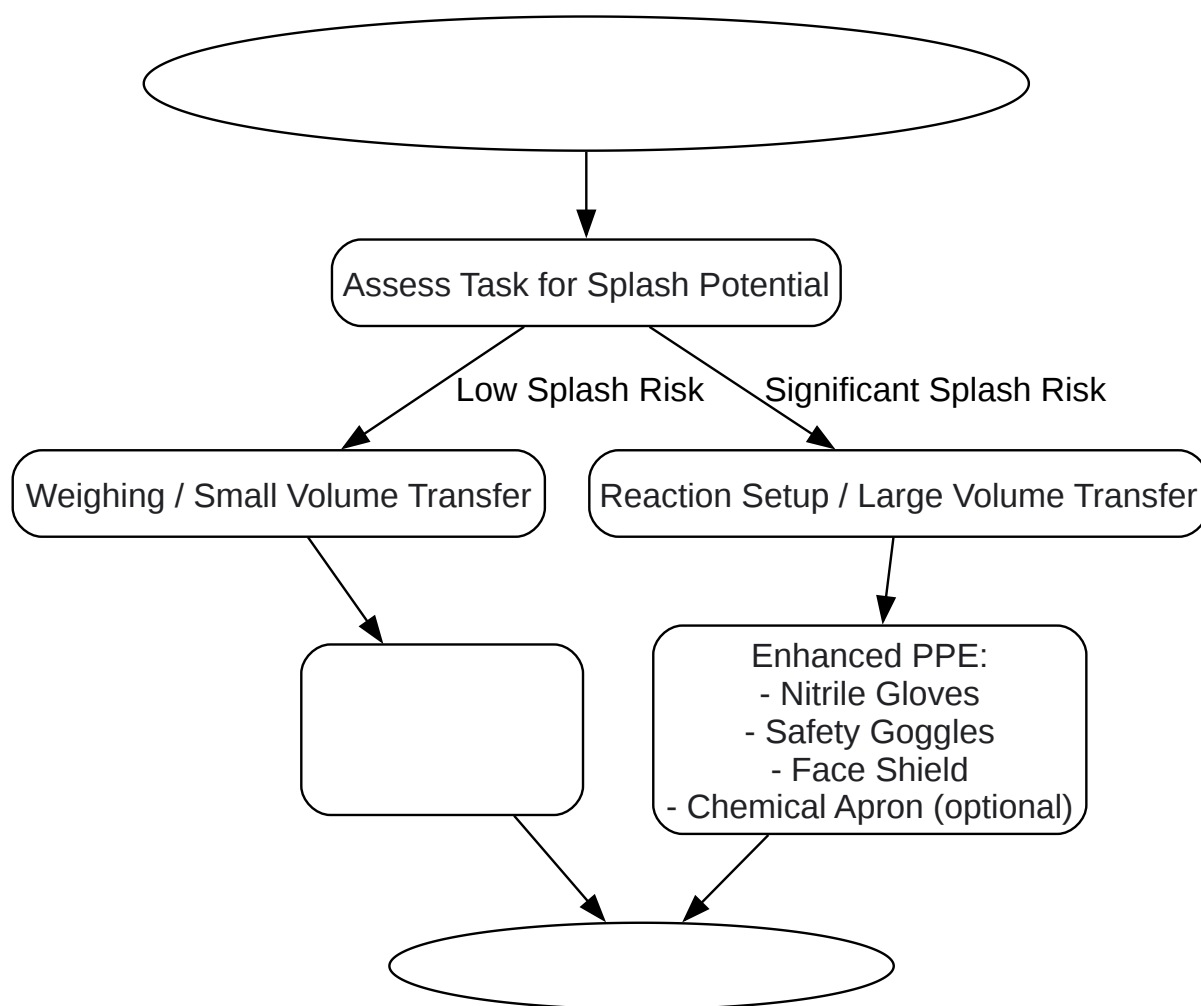 Assess Task for Splash Potential
Low Splash Risk
Significant Splash Risk
Weighing / Small Volume Transfer
Reaction Setup / Large Volume Transfer
Enhanced PPE:
- Nitrile Gloves
- Safety Goggles
- Face Shield
- Chemical Apron (optional)